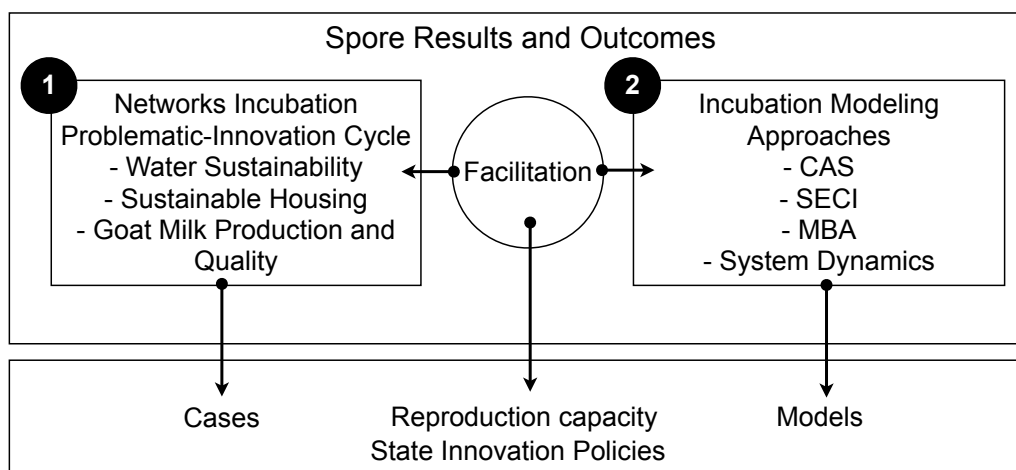 Spore Results and Outcomes
1
Networks Incubation
Problematic-Innovation Cycle
- Water Sustainability
- Sustainable Housing
- Goat Milk Production and
Quality
Facilitation
2
Incubation Modeling
Approaches
- CAS
- SECI
- MBA
- System Dynamics
Cases
Reproduction capacity
State Innovation Policies
Models